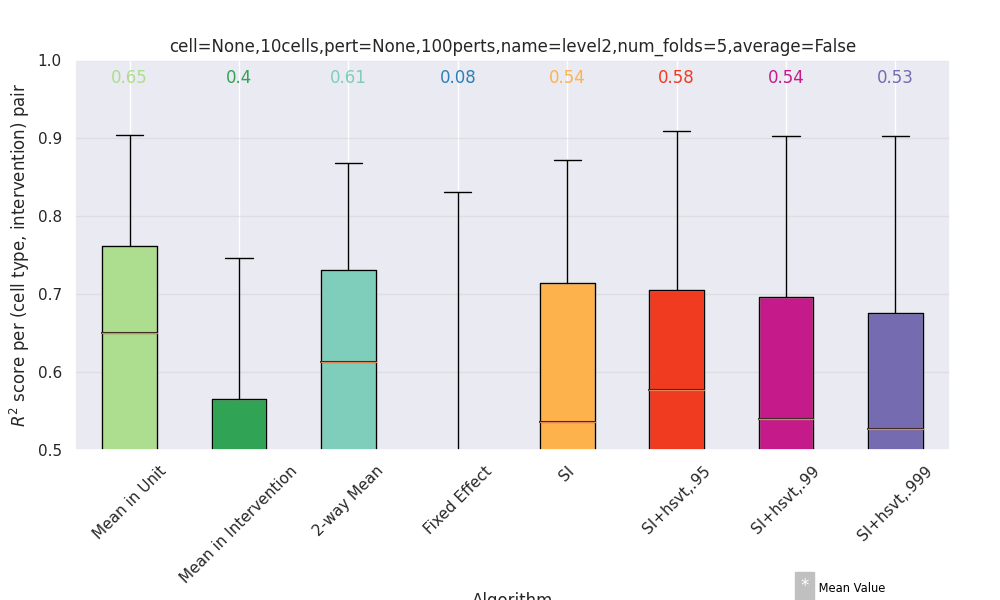 cell=None,10cells,pert=None,100perts,name=level2,num_folds=5,average=False
R² score per (cell type, intervention) pair
1.0
0.9
0.8
0.7
0.6
0.5
0.65 0.4 0.61 0.08 0.54 0.58 0.54 0.53
Mean in Unit
Mean in Intervention
2-way Mean
Fixed Effect
SI
SI+hsvt,.95
SI+hsvt,.99
SI+hsvt,.999
Algorithm
* Mean Value